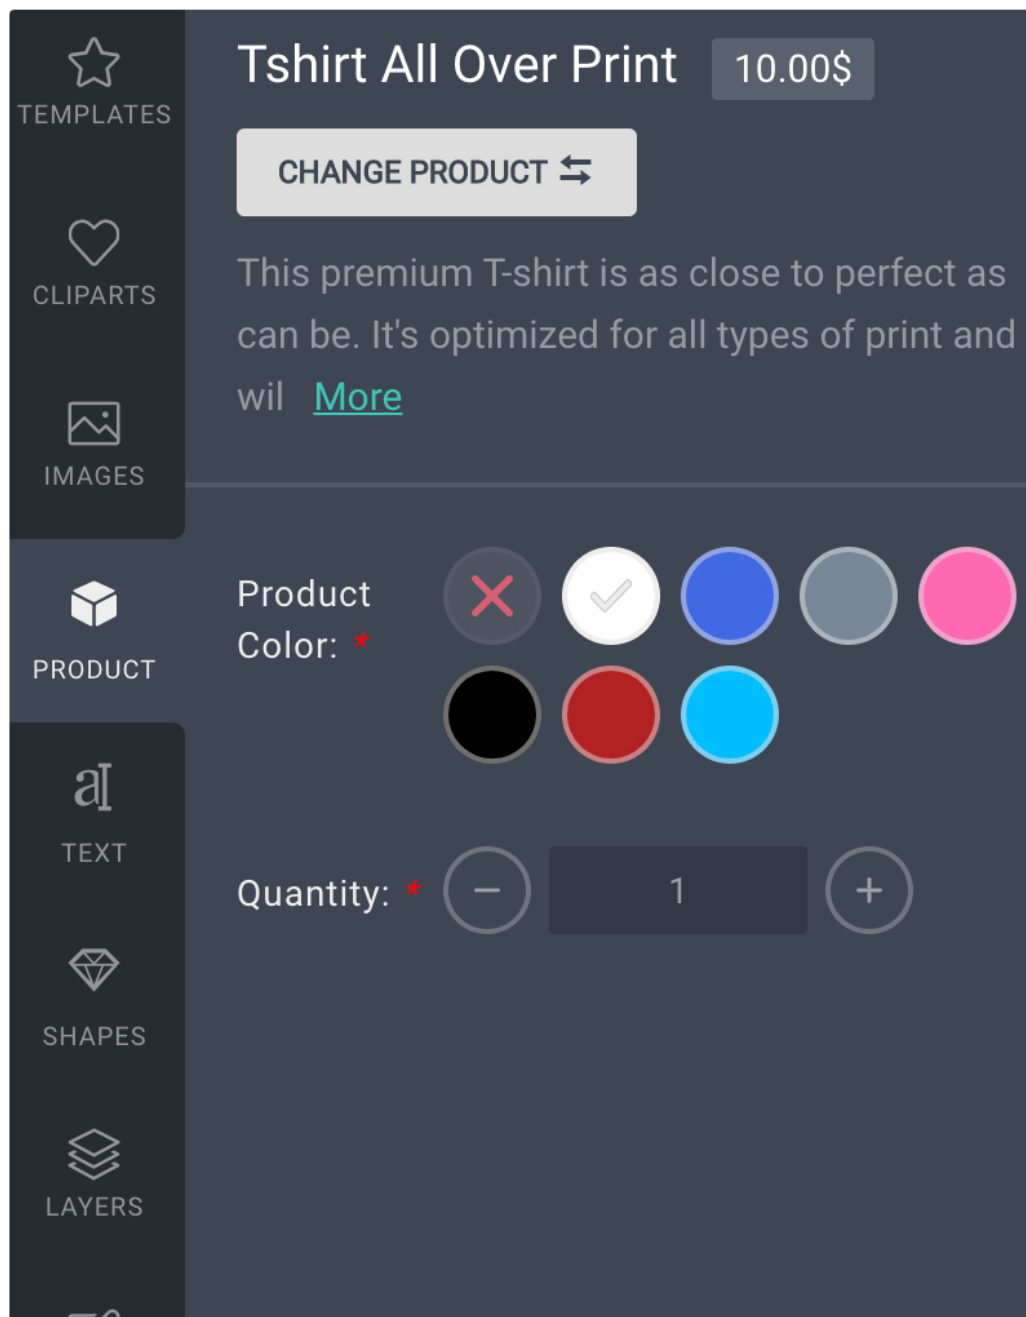 TEMPLATES
CLIPARTS
IMAGES
PRODUCT
TEXT
SHAPES
LAYERS
Tshirt All Over Print 10.00$
CHANGE PRODUCT
This premium T-shirt is as close to perfect as
can be. It's optimized for all types of print and
wil More
Product
Color: *
Quantity: * 1